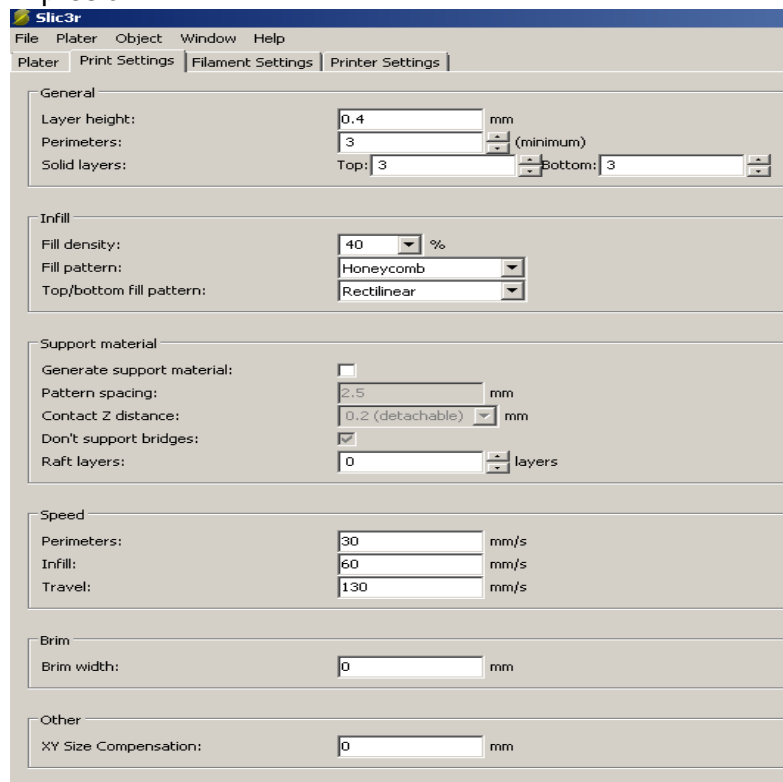 Slic3r
File Plater Object Window Help
Plater Print Settings Filament Settings Printer Settings
General
Layer height: 0.4 mm
Perimeters: 3 (minimum)
Solid layers: Top: 3 Bottom: 3
Infill
Fill density: 40 %
Fill pattern: Honeycomb
Top/bottom fill pattern: Rectilinear
Support material
Generate support material:
Pattern spacing: 2.5 mm
Contact Z distance: 0.2 (detachable) mm
Don't support bridges:
Raft layers: 0 layers
Speed
Perimeters: 30 mm/s
Infill: 60 mm/s
Travel: 130 mm/s
Brim
Brim width: 0 mm
Other
XY Size Compensation: 0 mm